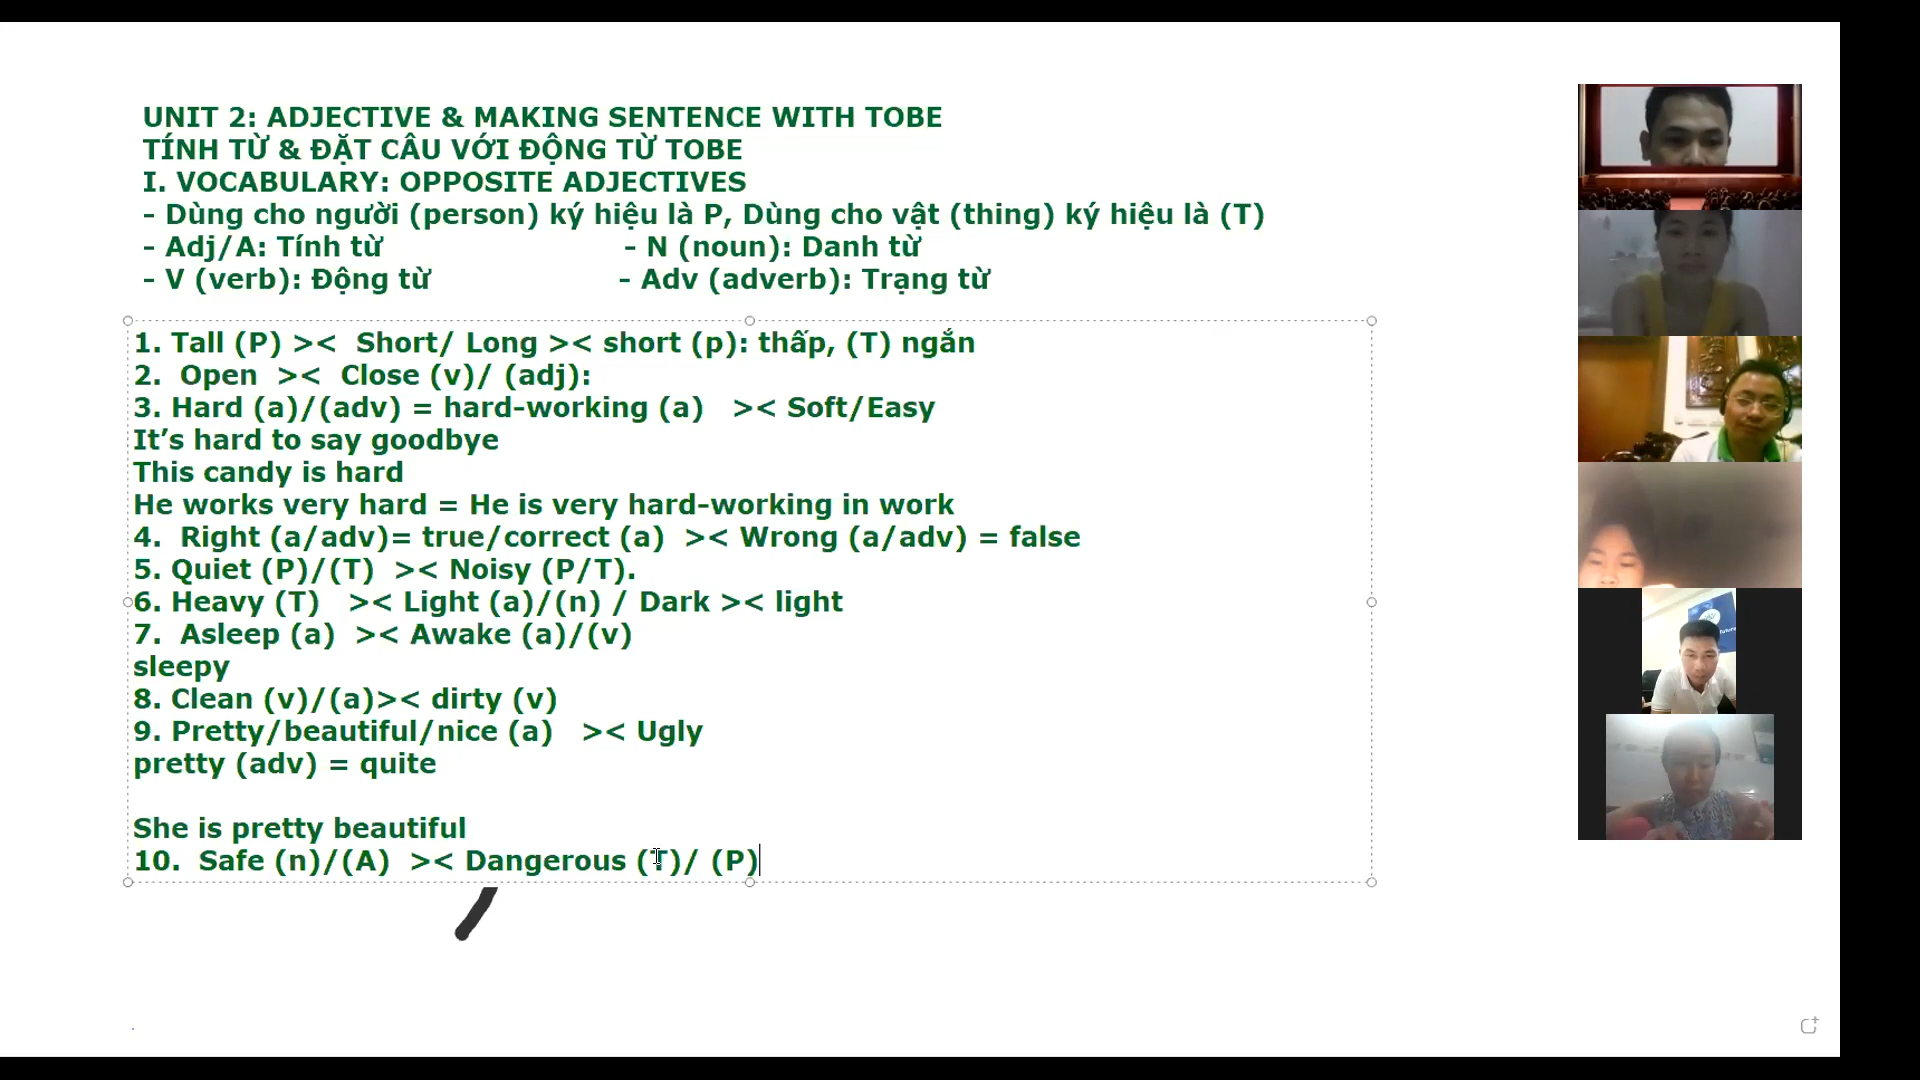 UNIT 2: ADJECTIVE & MAKING SENTENCE WITH TOBE
TÍNH TỪ & ĐẶT CÂU VỚI ĐỘNG TỪ TOBE
I. VOCABULARY: OPPOSITE ADJECTIVES
- Dùng cho người (person) ký hiệu là P, Dùng cho vật (thing) ký hiệu là (T)
- Adj/A: Tính từ - N (noun): Danh từ
- V (verb): Động từ - Adv (adverb): Trạng từ
1. Tall (P) >< Short/ Long >< short (p): thấp, (T) ngắn
2. Open >< Close (v)/ (adj):
3. Hard (a)/(adv) = hard-working (a) >< Soft/Easy
It’s hard to say goodbye
This candy is hard
He works very hard = He is very hard-working in work
4. Right (a/adv)= true/correct (a) >< Wrong (a/adv) = false
5. Quiet (P)/(T) >< Noisy (P/T).
6. Heavy (T) >< Light (a)/(n) / Dark >< light
7. Asleep (a) >< Awake (a)/(v)
sleepy
8. Clean (v)/(a)>< dirty (v)
9. Pretty/beautiful/nice (a) >< Ugly
pretty (adv) = quite
She is pretty beautiful
10. Safe (n)/(A) >< Dangerous (T)/ (P)